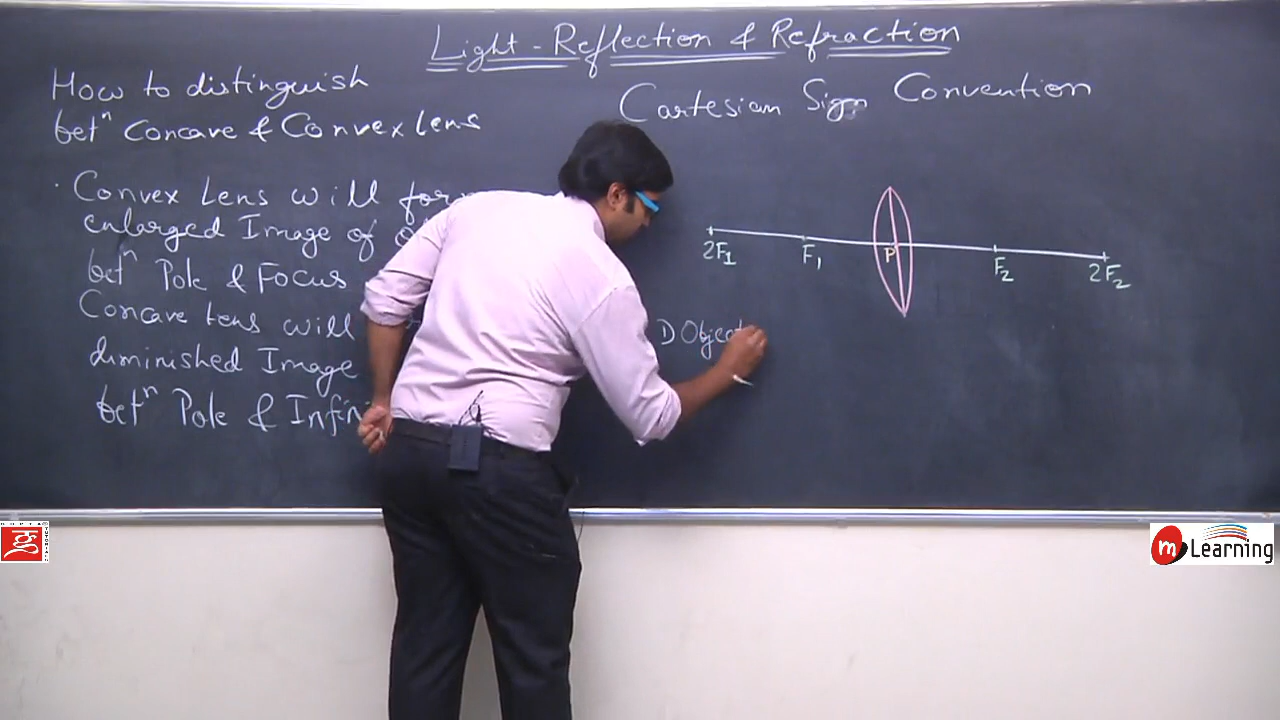 Light - Reflection & Refraction
How to distinguish
betn Concave & Convex lens
Convex Lens will form
enlarged Image of
betn Pole & Focus
Concave lens will
diminished Image
betn Pole & Infin
Cartesian Sign Convention
2F1 F1 P F2 2F2
1) Object
m Learning